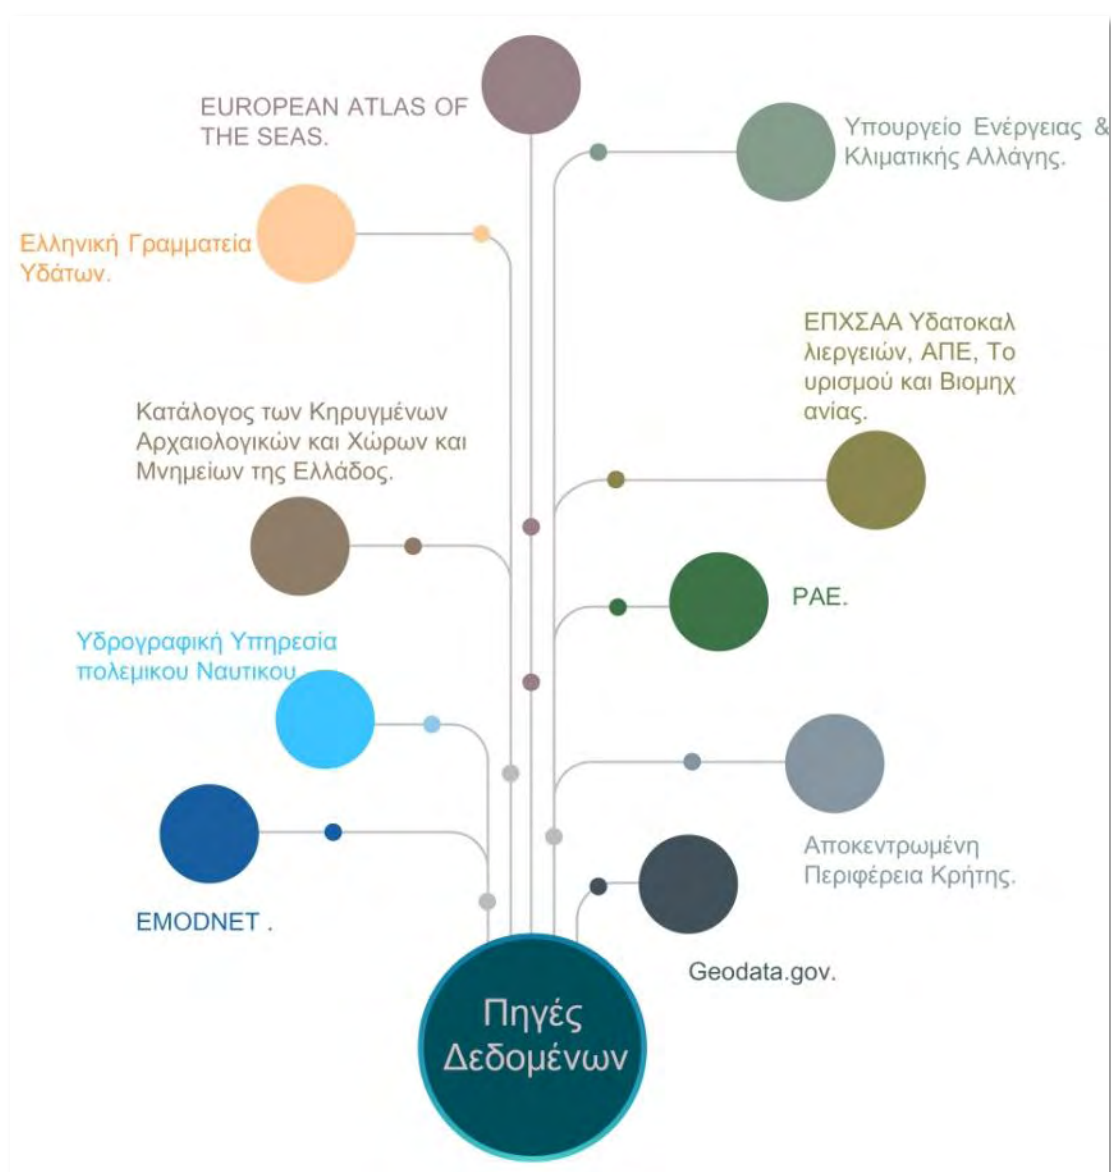 EUROPEAN ATLAS OF
THE SEAS.
Υπουργείο Ενέργειας &
Κλιματικής Αλλάγης.
Ελληνική Γραμματεία
Υδάτων.
ΕΠΧΣΑΑ Υδατοκαλ
λιεργειών, ΑΠΕ, Το
υρισμού και Βιομηχ
ανίας.
Κατάλογος των Κηρυγμένων
Αρχαιολογικών και Χώρων και
Μνημείων της Ελλάδος.
ΡΑΕ.
Υδρογραφική Υπηρεσία
πολεμικου Ναυτικου.
Αποκεντρωμένη
Περιφέρεια Κρήτης.
EMODNET .
Geodata.gov.
Πηγές
Δεδομένων